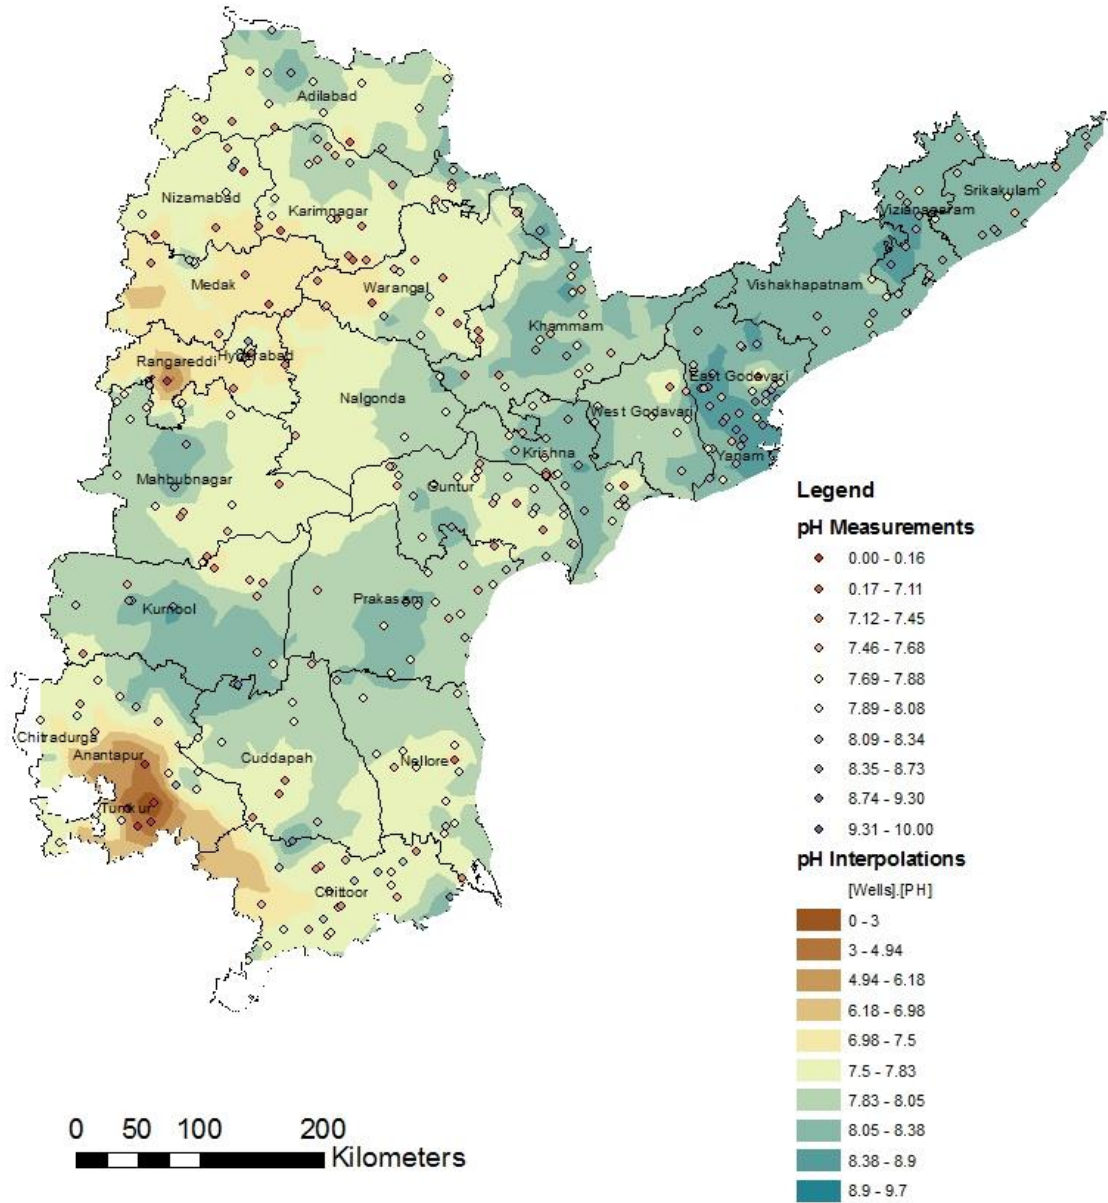 Adilabad
Nizamabad
Karimnagar
Srikakulam
Vizianagaram
Medak
Warangal
Vishakhapatnam
Khammam
Hyderabad
Rangareddi
East Godavari
Nalgonda
West Godavari
Krishna
Yanam
Mahbubnagar
Guntur
Kurnool
Prakasam
Chitradurga
Anantapur
Cuddapah
Nellore
Tumkur
Chittoor
Legend
pH Measurements
0.00 - 0.16
0.17 - 7.11
7.12 - 7.45
7.46 - 7.68
7.69 - 7.88
7.89 - 8.08
8.09 - 8.34
8.35 - 8.73
8.74 - 9.30
9.31 - 10.00
pH Interpolations
[Wells].[PH]
0 - 3
3 - 4.94
4.94 - 6.18
6.18 - 6.98
6.98 - 7.5
7.5 - 7.83
7.83 - 8.05
8.05 - 8.38
8.38 - 8.9
8.9 - 9.7
0 50 100 200
Kilometers